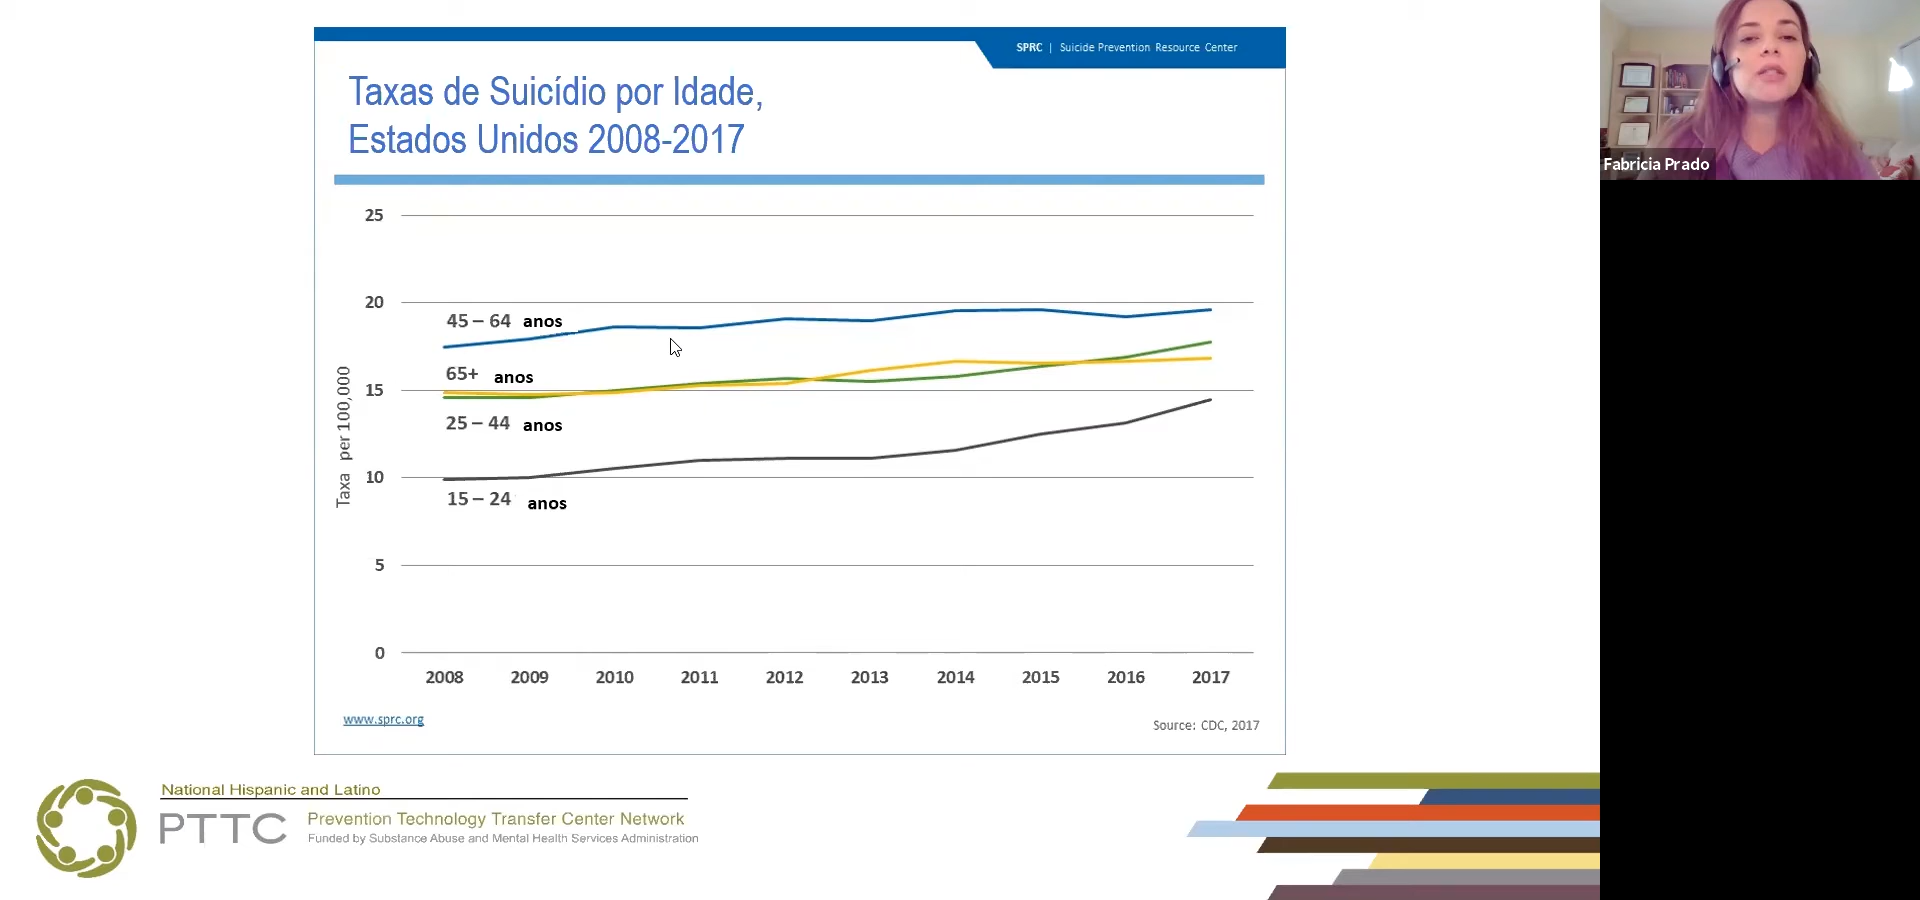 SPRC | Suicide Prevention Resource Center
Taxas de Suicídio por Idade,
Estados Unidos 2008-2017
25
20
15
10
5
0
Taxa per 100,000
45 – 64 anos
65+ anos
25 – 44 anos
15 – 24 anos
2008 2009 2010 2011 2012 2013 2014 2015 2016 2017
www.sprc.org
Source: CDC, 2017
National Hispanic and Latino
PTTC
Prevention Technology Transfer Center Network
Funded by Substance Abuse and Mental Health Services Administration
Fabricia Prado